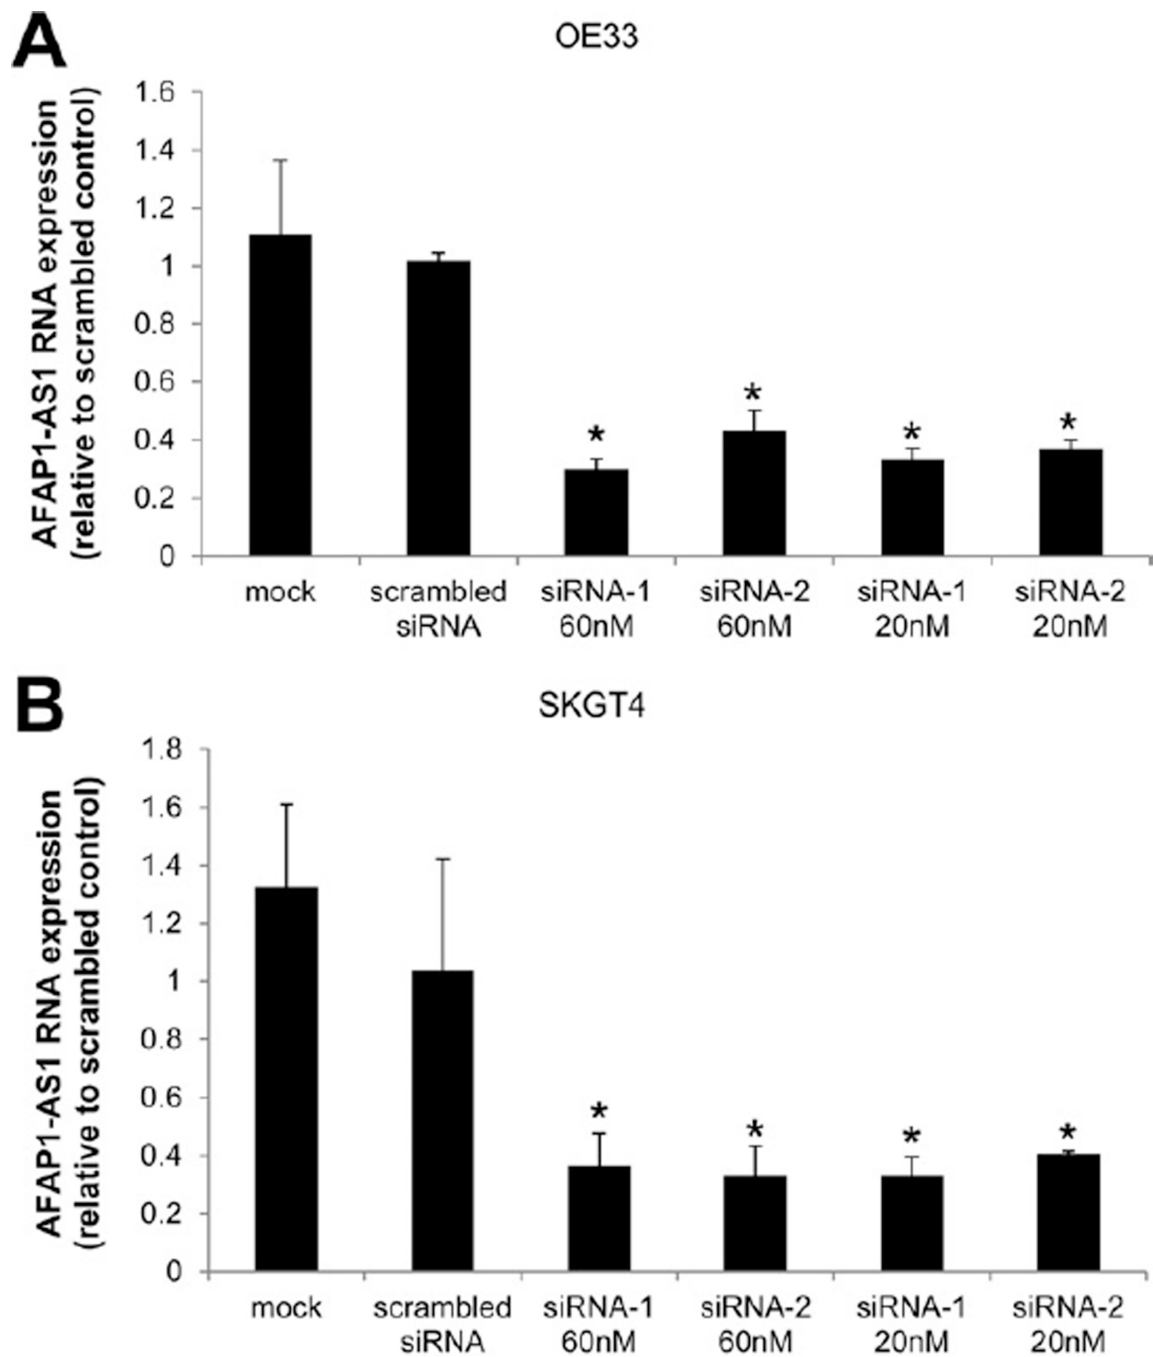 A
OE33
AFAP1-AS1 RNA expression
(relative to scrambled control)
1.6
1.4
1.2
1
0.8
0.6
0.4
0.2
0
*
*
*
*
mock
scrambled
siRNA
siRNA-1
60nM
siRNA-2
60nM
siRNA-1
20nM
siRNA-2
20nM
B
SKGT4
AFAP1-AS1 RNA expression
(relative to scrambled control)
1.8
1.6
1.4
1.2
1
0.8
0.6
0.4
0.2
0
*
*
*
*
mock
scrambled
siRNA
siRNA-1
60nM
siRNA-2
60nM
siRNA-1
20nM
siRNA-2
20nM